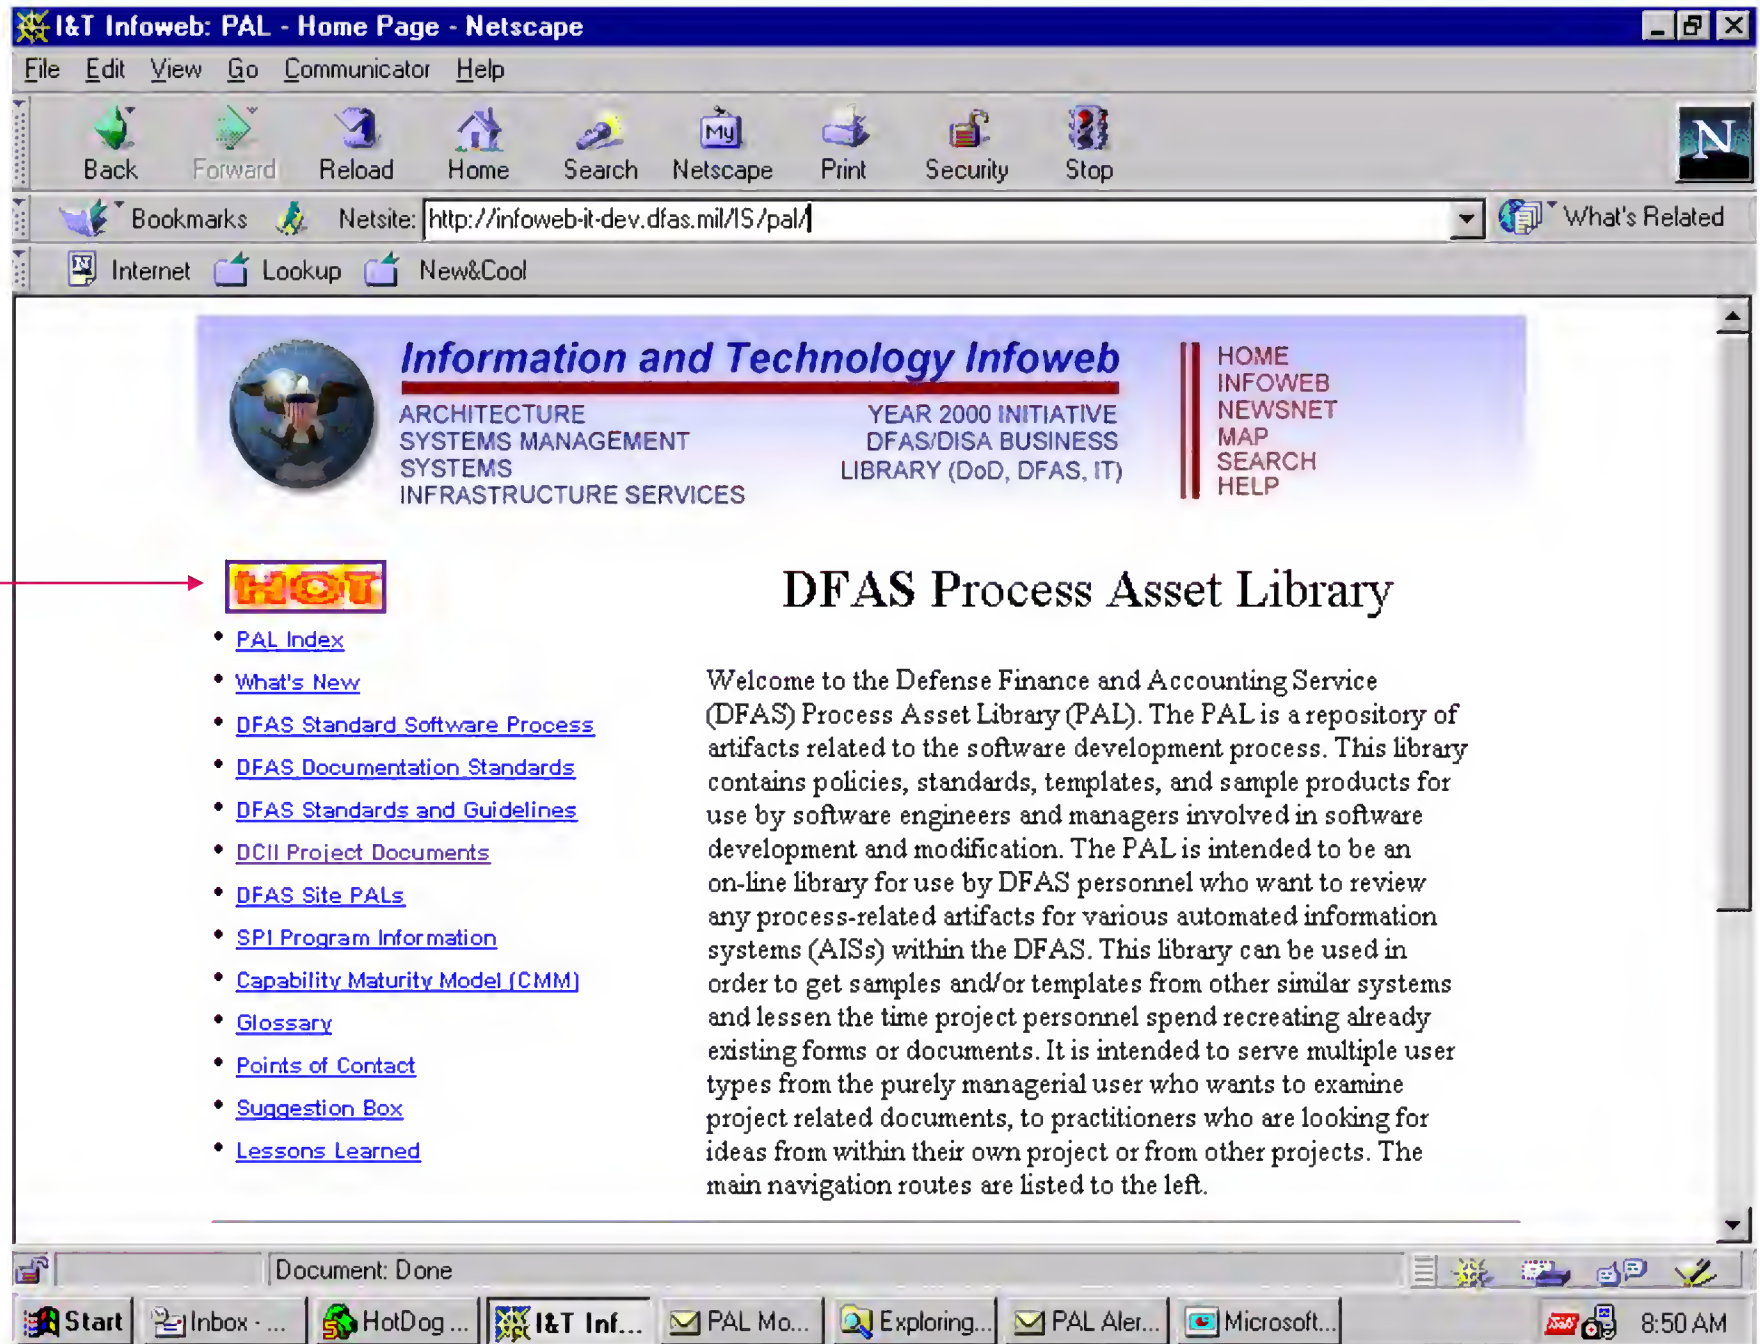 I&T Infoweb: PAL - Home Page - Netscape
File Edit View Go Communicator Help
Back Forward Reload Home Search Netscape Print Security Stop
My
N
Bookmarks Netsite: http://infoweb-it-dev.dfas.mil/IS/pal/ What's Related
Internet Lookup New&Cool
Information and Technology Infoweb
ARCHITECTURE
SYSTEMS MANAGEMENT
SYSTEMS
INFRASTRUCTURE SERVICES
YEAR 2000 INITIATIVE
DFAS/DISA BUSINESS
LIBRARY (DoD, DFAS, IT)
HOME
INFOWEB
NEWSNET
MAP
SEARCH
HELP
HOT
• PAL Index
• What's New
• DFAS Standard Software Process
• DFAS Documentation Standards
• DFAS Standards and Guidelines
• DCII Project Documents
• DFAS Site PALs
• SPI Program Information
• Capability Maturity Model (CMM)
• Glossary
• Points of Contact
• Suggestion Box
• Lessons Learned
DFAS Process Asset Library
Welcome to the Defense Finance and Accounting Service
(DFAS) Process Asset Library (PAL). The PAL is a repository of
artifacts related to the software development process. This library
contains policies, standards, templates, and sample products for
use by software engineers and managers involved in software
development and modification. The PAL is intended to be an
on-line library for use by DFAS personnel who want to review
any process-related artifacts for various automated information
systems (AISs) within the DFAS. This library can be used in
order to get samples and/or templates from other similar systems
and lessen the time project personnel spend recreating already
existing forms or documents. It is intended to serve multiple user
types from the purely managerial user who wants to examine
project related documents, to practitioners who are looking for
ideas from within their own project or from other projects. The
main navigation routes are listed to the left.
Document: Done
Start Inbox - ... HotDog ... I&T Inf... PAL Mo... Exploring... PAL Aler... Microsoft... 8:50 AM